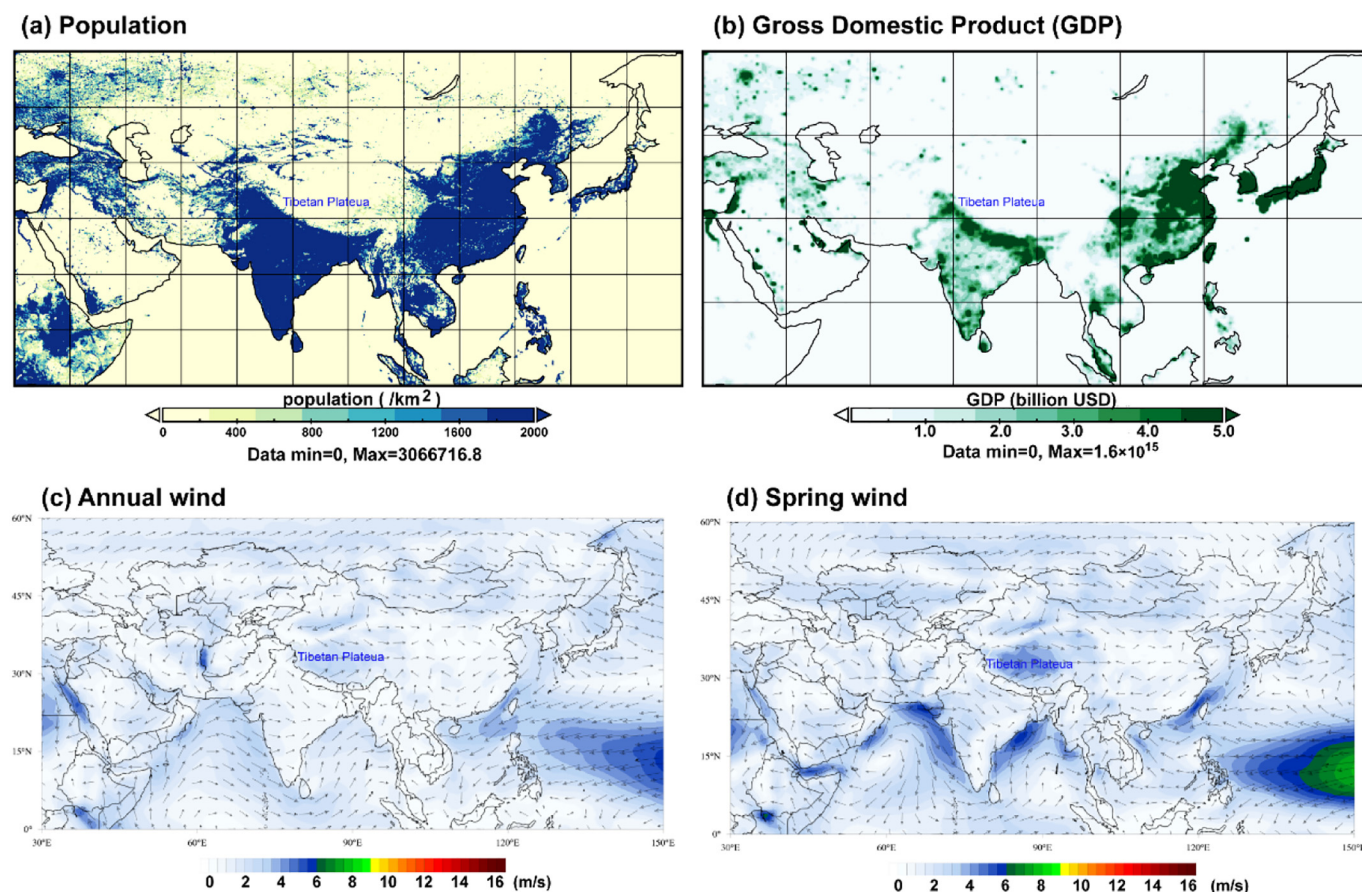 (a) Population
(b) Gross Domestic Product (GDP)
Tibetan Plateua
Tibetan Plateua
population ( /km²)
0 400 800 1200 1600 2000
Data min=0, Max=3066716.8
GDP (billion USD)
1.0 2.0 3.0 4.0 5.0
Data min=0, Max=1.6×10¹⁵
(c) Annual wind
(d) Spring wind
60°N
45°N
30°N
15°N
0°
30°E 60°E 90°E 120°E 150°E
Tibetan Plateua
60°N
45°N
30°N
15°N
0°
30°E 60°E 90°E 120°E 150°E
Tibetan Plateua
0 2 4 6 8 10 12 14 16 (m/s)
0 2 4 6 8 10 12 14 16 (m/s)